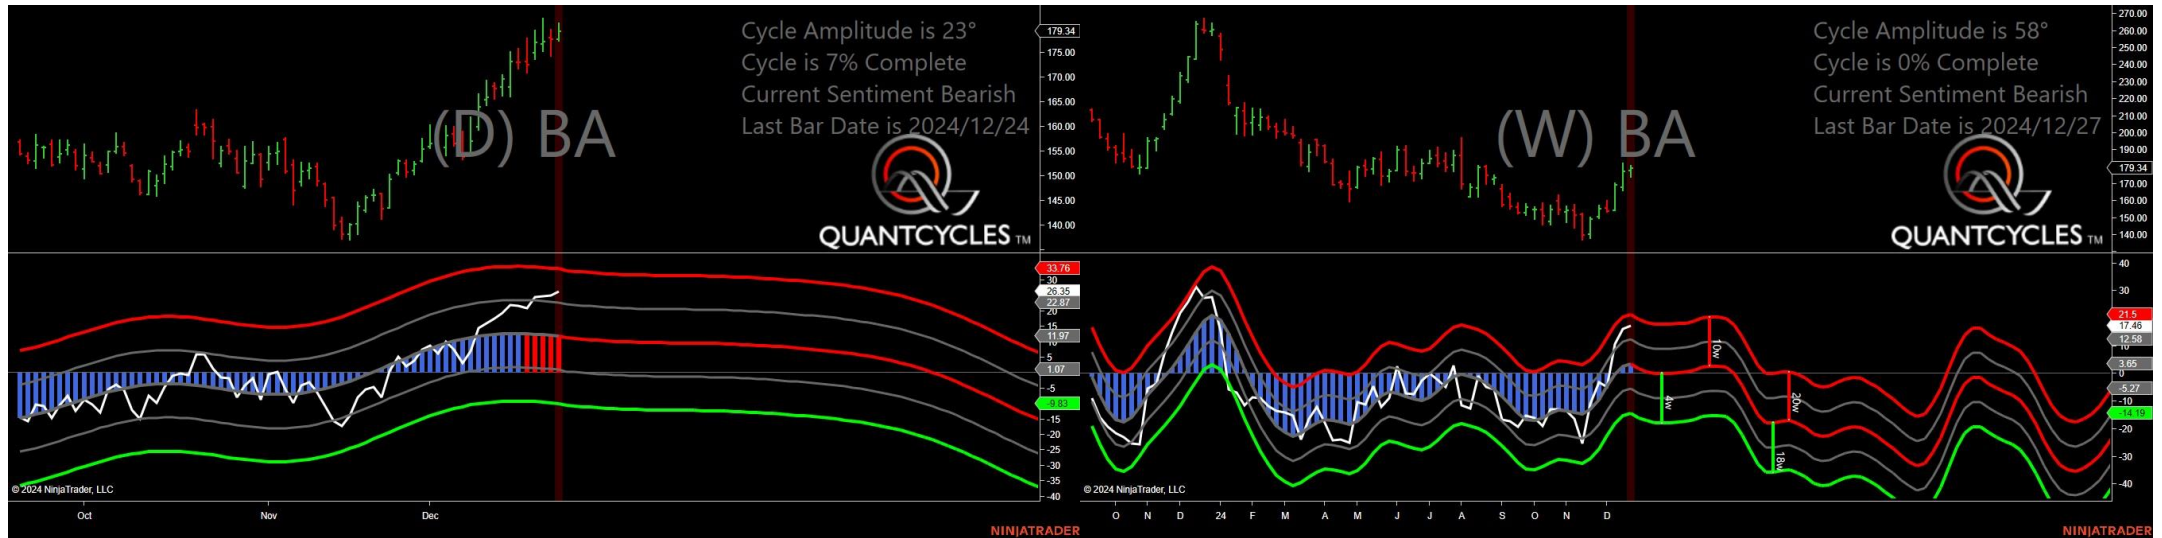 Cycle Amplitude is 23°
Cycle is 7% Complete
Current Sentiment Bearish
Last Bar Date is 2024/12/24
(D) BA
QUANTCYCLES TM
179.34
175.00
170.00
165.00
160.00
155.00
150.00
145.00
140.00
33.76
30
26.35
22.87
20
15
11.97
10
5
1.07
-5
-9.83
-15
-20
-25
-30
-35
-40
© 2024 NinjaTrader, LLC
Oct Nov Dec
NINJATRADER
Cycle Amplitude is 58°
Cycle is 0% Complete
Current Sentiment Bearish
Last Bar Date is 2024/12/27
(W) BA
QUANTCYCLES TM
270.00
260.00
250.00
240.00
230.00
220.00
210.00
200.00
190.00
179.34
170.00
160.00
150.00
140.00
40
30
21.5
17.46
12.58
10
3.65
0
-5.27
-10
-14.19
-20
-30
-40
10w
4w
20w
18w
© 2024 NinjaTrader, LLC
O N D 24 F M A M J J A S O N D
NINJATRADER